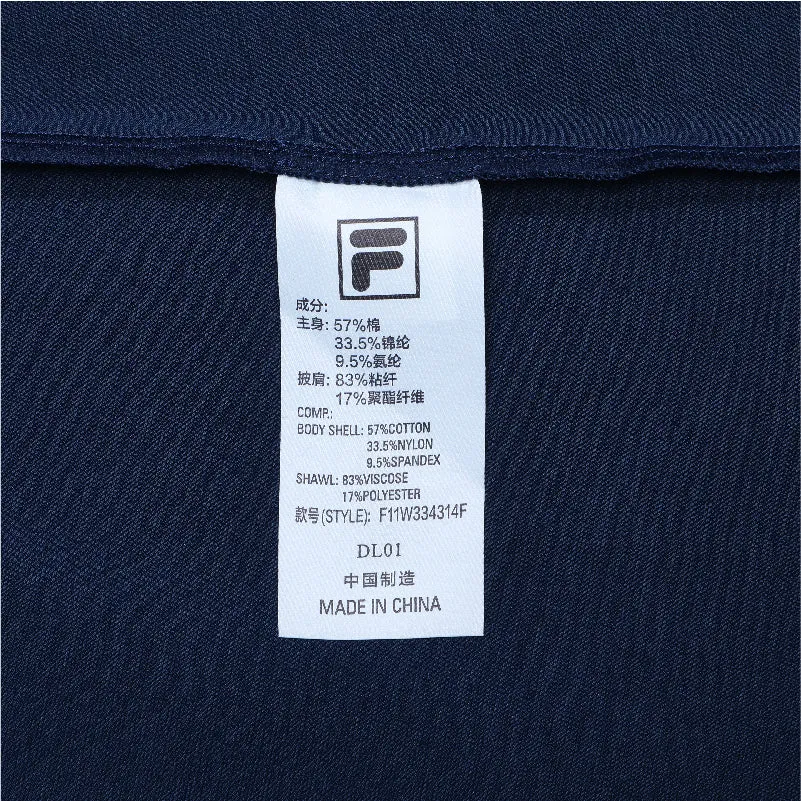 F
成分:
主身: 57%棉
33.5%锦纶
9.5%氨纶
披肩: 83%粘纤
17%聚酯纤维
COMP.:
BODY SHELL: 57%COTTON
33.5%NYLON
9.5%SPANDEX
SHAWL: 83%VISCOSE
17%POLYESTER
款号(STYLE): F11W334314F
DL01
中国制造
MADE IN CHINA